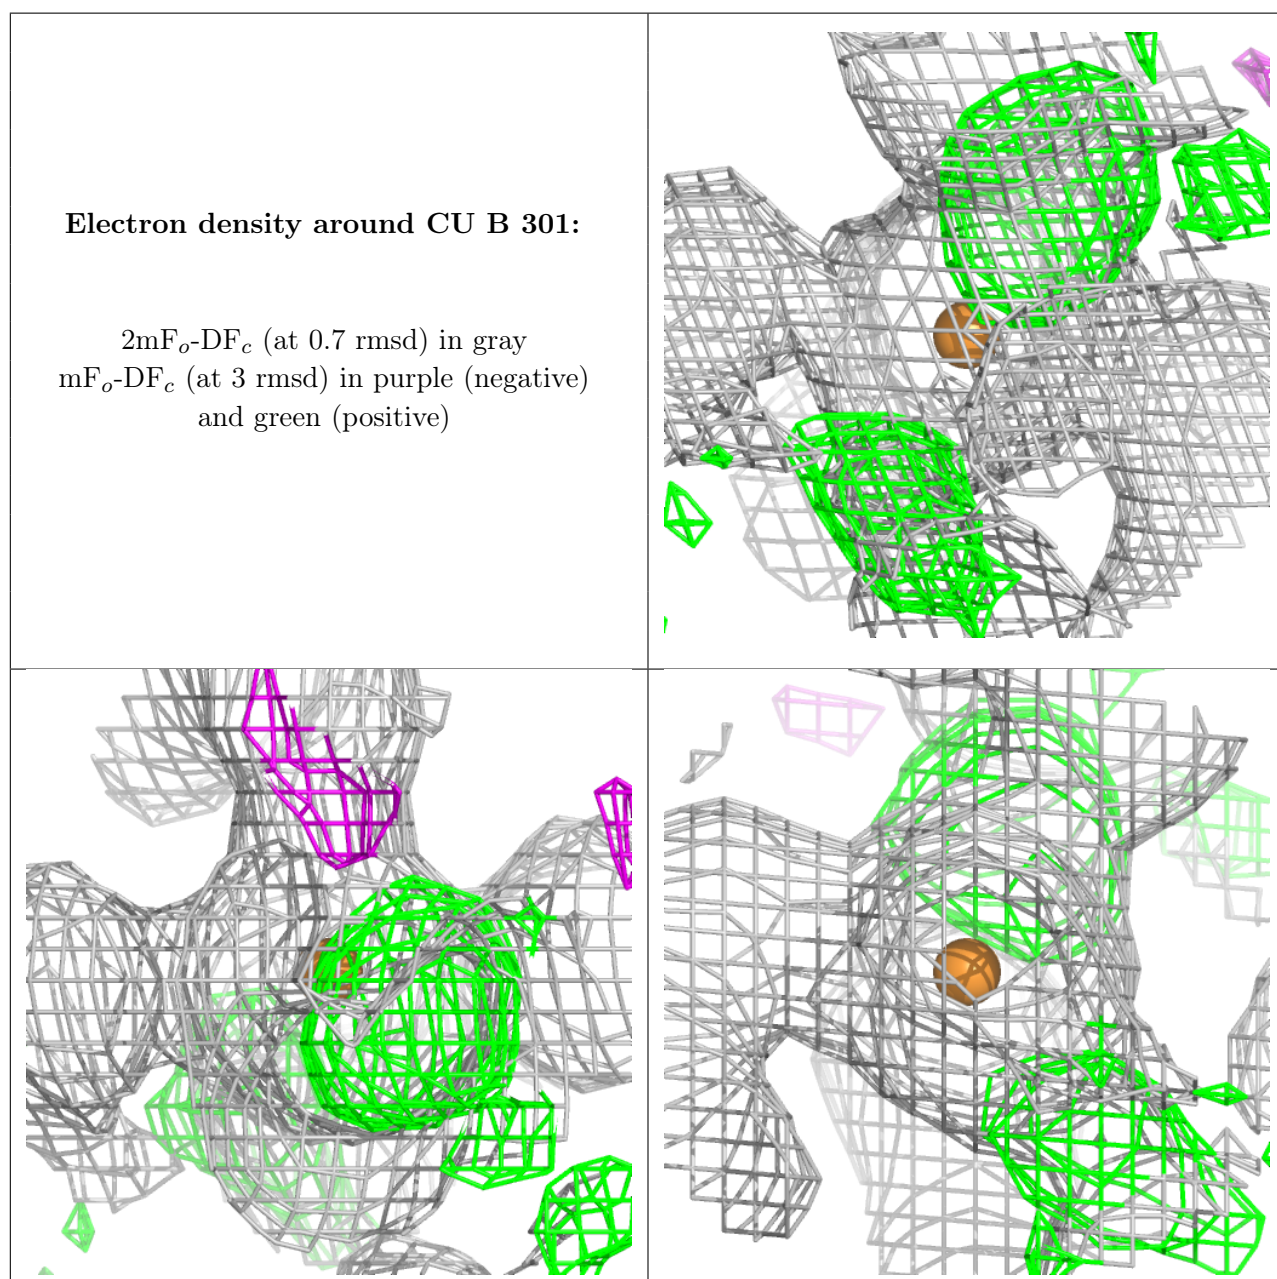 Electron density around CU B 301:
2mFo-DFc (at 0.7 rmsd) in gray
mFo-DFc (at 3 rmsd) in purple (negative)
and green (positive)